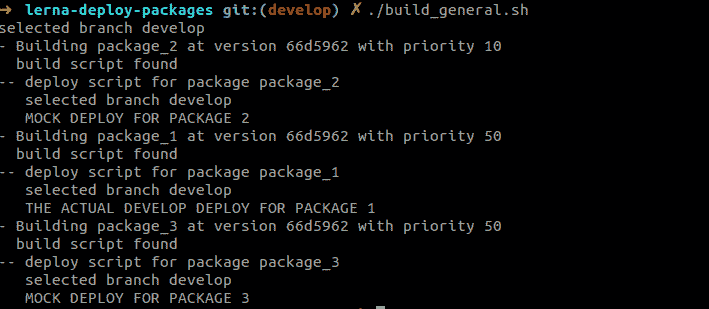 ➜ lerna-deploy-packages git:(develop) ✗ ./build_general.sh
selected branch develop
- Building package_2 at version 66d5962 with priority 10
  build script found
-- deploy script for package package_2
   selected branch develop
   MOCK DEPLOY FOR PACKAGE 2
- Building package_1 at version 66d5962 with priority 50
  build script found
-- deploy script for package package_1
   selected branch develop
   THE ACTUAL DEVELOP DEPLOY FOR PACKAGE 1
- Building package_3 at version 66d5962 with priority 50
  build script found
-- deploy script for package package_3
   selected branch develop
   MOCK DEPLOY FOR PACKAGE 3